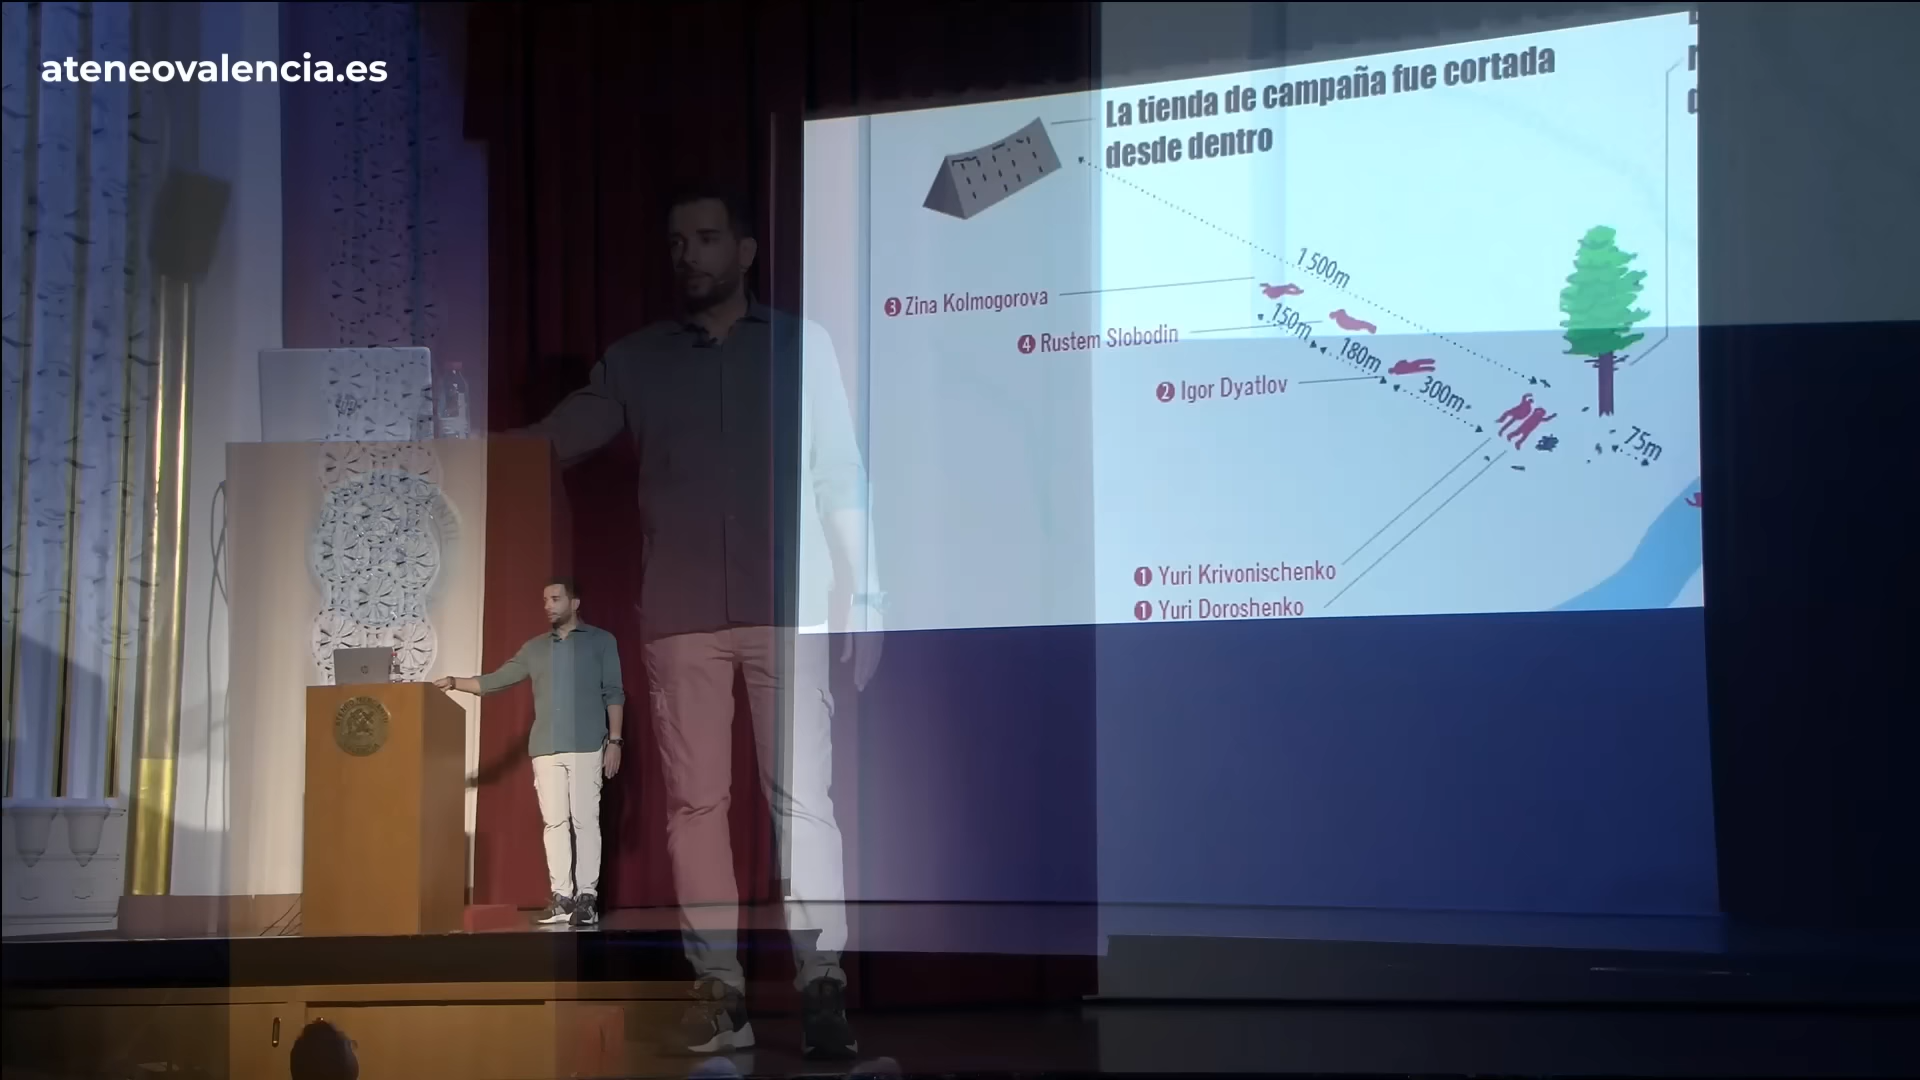 ateneovalencia.es
La tienda de campaña fue cortada
desde dentro
1.500m
3 Zina Kolmogorova
150m
4 Rustem Slobodin
180m
2 Igor Dyatlov
300m
75m
1 Yuri Krivonischenko
1 Yuri Doroshenko